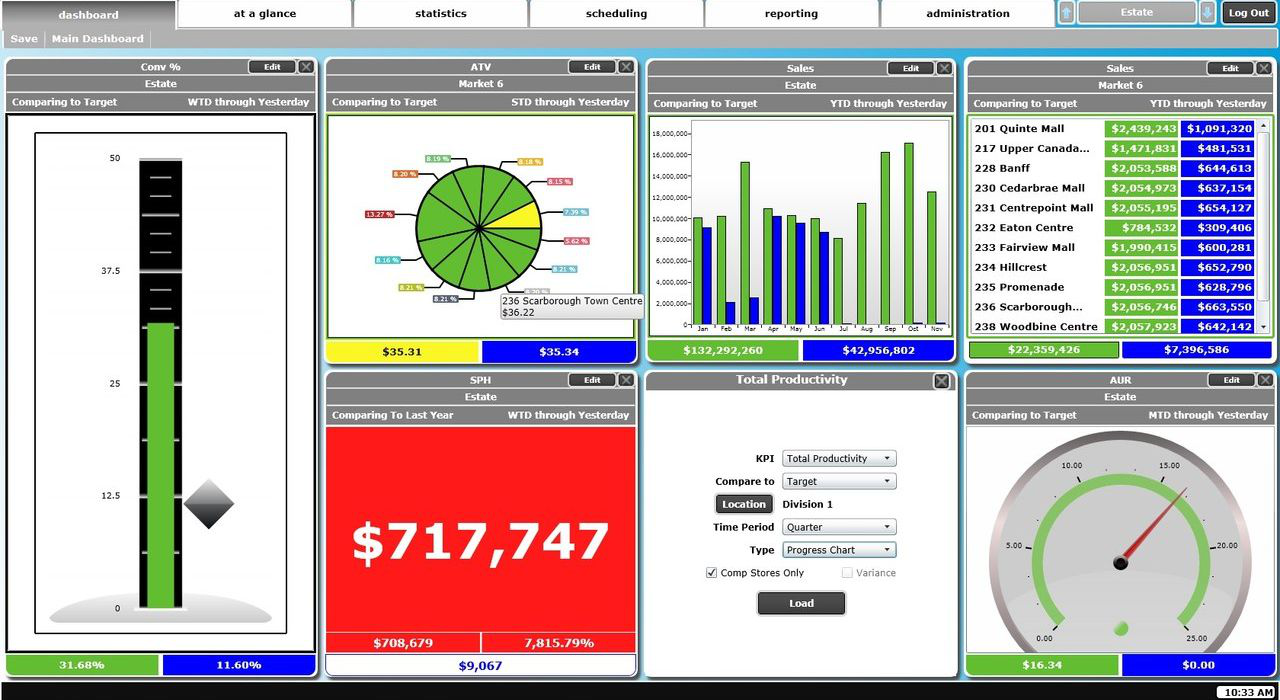 dashboard
at a glance
statistics
scheduling
reporting
administration
Estate
Log Out
Save
Main Dashboard
Conv %
Edit
Estate
Comparing to Target
WTD through Yesterday
50
37.5
25
12.5
0
31.68%
11.60%
ATV
Edit
Market 6
Comparing to Target
STD through Yesterday
8.19 %
8.18 %
8.20 %
8.15 %
13.27 %
7.39 %
5.62 %
8.16 %
8.21 %
8.21 %
8.21 %
236 Scarborough Town Centre
$36.22
$35.31
$35.34
Sales
Edit
Estate
Comparing to Target
YTD through Yesterday
18,000,000
16,000,000
14,000,000
12,000,000
10,000,000
8,000,000
6,000,000
4,000,000
2,000,000
0
Jan
Feb
Mar
Apr
May
Jun
Jul
Aug
Sep
Oct
Nov
$132,292,260
$42,956,802
Sales
Edit
Market 6
Comparing to Target
YTD through Yesterday
201 Quinte Mall $2,439,243 $1,091,320
217 Upper Canada... $1,471,831 $481,531
228 Banff $2,053,588 $644,613
230 Cedarbrae Mall $2,054,973 $637,154
231 Centrepoint Mall $2,055,195 $654,127
232 Eaton Centre $784,532 $309,406
233 Fairview Mall $1,990,415 $600,281
234 Hillcrest $2,056,951 $652,790
235 Promenade $2,056,951 $628,796
236 Scarborough... $2,056,746 $663,550
238 Woodbine Centre $2,057,923 $642,142
$22,359,426
$7,396,586
SPH
Edit
Estate
Comparing To Last Year
WTD through Yesterday
$717,747
$708,679
7,815.79%
$9,067
Total Productivity
KPI
Total Productivity
Compare to
Target
Location
Division 1
Time Period
Quarter
Type
Progress Chart
Comp Stores Only
Variance
Load
AUR
Edit
Estate
Comparing to Target
MTD through Yesterday
10.00
15.00
5.00
20.00
0.00
25.00
$16.34
$0.00
10:33 AM